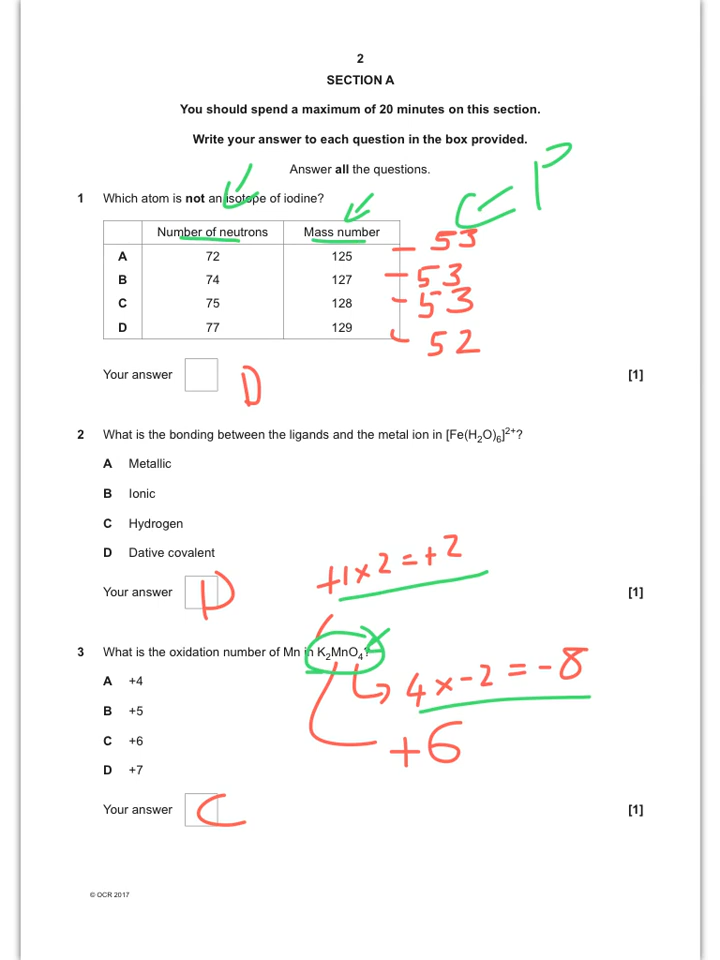 2
SECTION A
You should spend a maximum of 20 minutes on this section.
Write your answer to each question in the box provided.
Answer all the questions.
P
1 Which atom is not an isotope of iodine?
Number of neutrons Mass number
A 72 125 – 53
B 74 127 – 53
C 75 128 – 53
D 77 129 – 52
Your answer D [1]
2 What is the bonding between the ligands and the metal ion in [Fe(H₂O)₆]²⁺?
A Metallic
B Ionic
C Hydrogen
D Dative covalent
+1 x 2 = +2
Your answer D [1]
3 What is the oxidation number of Mn in K₂MnO₄?
A +4
4 x -2 = -8
B +5
C +6
+6
D +7
Your answer C [1]
© OCR 2017